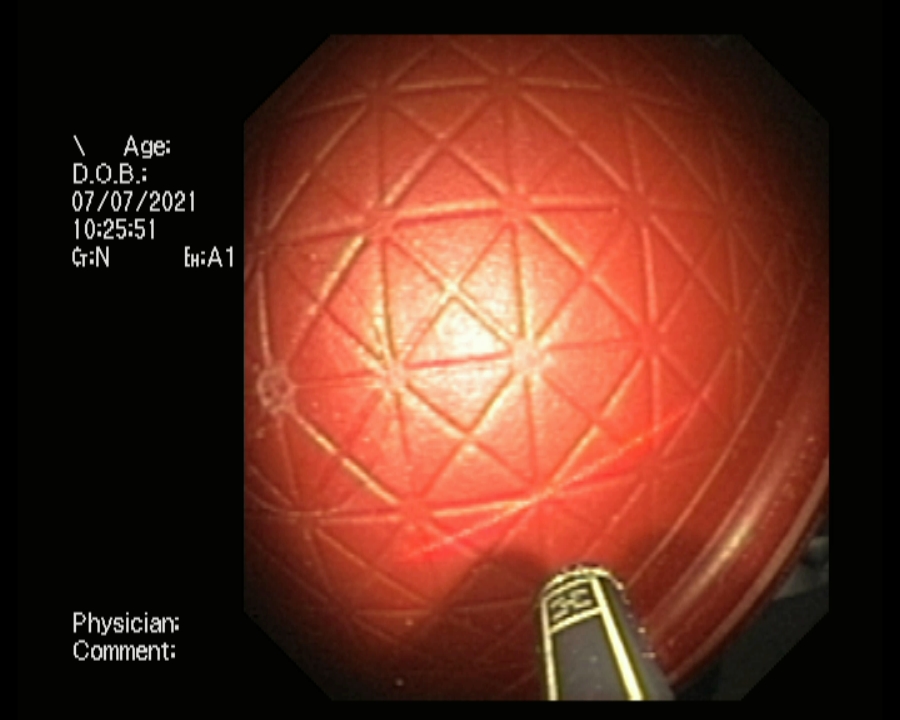 \ Age:
D.O.B.:
07/07/2021
10:25:51
Cr:N EH:A1
Physician:
Comment: